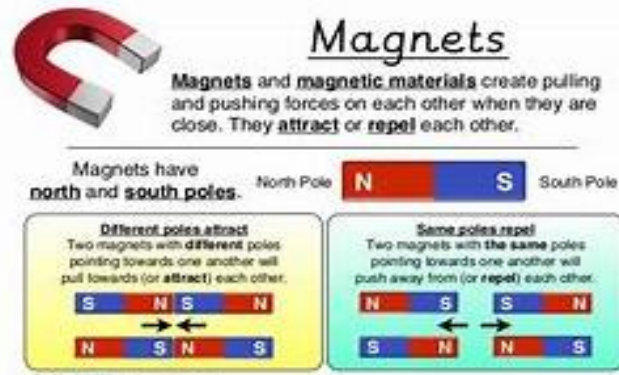 Magnets
Magnets and magnetic materials create pulling
and pushing forces on each other when they are
close. They attract or repel each other.
Magnets have
north and south poles.
North Pole
N S
South Pole
Different poles attract
Two magnets with different poles
pointing towards one another will
pull towards (or attract) each other.
S N S N
N S N S
Same poles repel
Two magnets with the same poles
pointing towards one another will
push away from (or repel) each other.
N S S N
S N N S